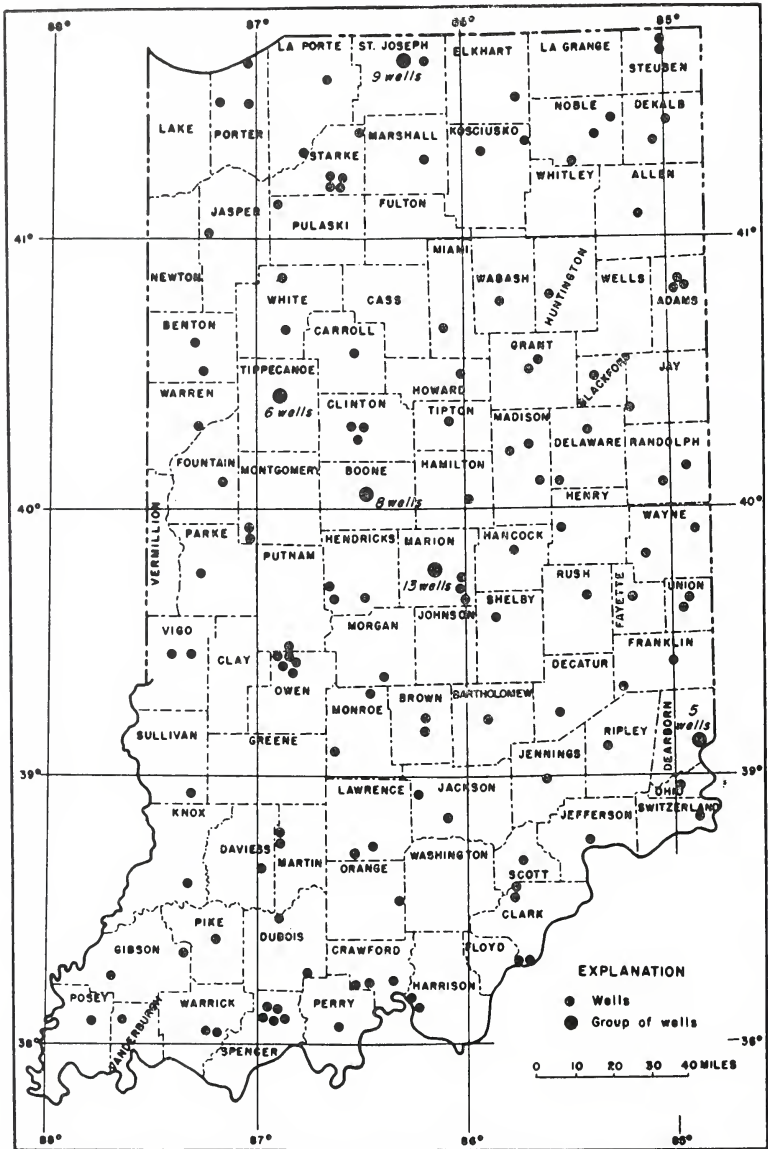 88° 87° 86° 85°
LA PORTE ST. JOSEPH ELKHART LA GRANGE
STEUBEN
9 wells
LAKE PORTER NOBLE DEKALB
STARKE MARSHALL KOSCIUSKO
WHITLEY ALLEN
JASPER PULASKI FULTON
41° 41°
MIAMI
NEWTON WHITE CASS WABASH HUNTINGTON WELLS ADAMS
BENTON CARROLL GRANT
TIPPECANOE BLACKFORD JAY
WARREN 6 wells CLINTON HOWARD
TIPTON MADISON DELAWARE RANDOLPH
FOUNTAIN MONTGOMERY BOONE HAMILTON
8 wells HENRY
40° 40°
VERMILLION PARKE PUTNAM HENDRICKS MARION HANCOCK WAYNE
13 wells RUSH FAYETTE UNION
JOHNSON SHELBY
VIGO CLAY MORGAN FRANKLIN
OWEN DECATUR
MONROE BROWN BARTHOLOMEW
SULLIVAN GREENE RIPLEY DEARBORN 5
wells
JENNINGS
39° 39°
LAWRENCE JACKSON OHIO
KNOX JEFFERSON SWITZERLAND
DAVIESS MARTIN ORANGE WASHINGTON
SCOTT
CLARK
PIKE DUBOIS
GIBSON CRAWFORD FLOYD
HARRISON
POSEY VANDERBURGH WARRICK PERRY
SPENCER
EXPLANATION
Wells
Group of wells
38° 38°
0 10 20 30 40 MILES
88° 87° 86° 85°